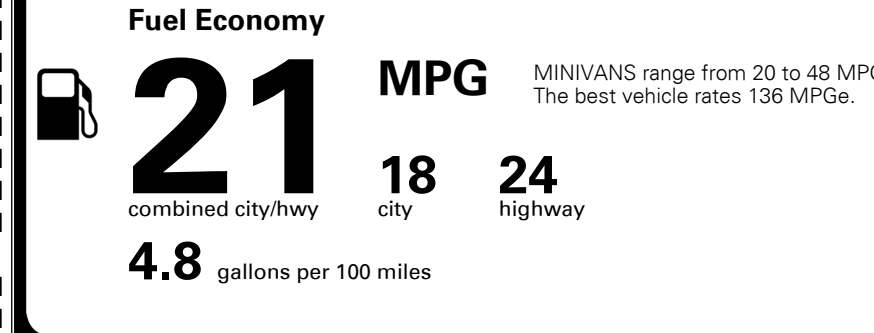 Fuel Economy
21 MPG
MINIVANS range from 20 to 48 MPG
The best vehicle rates 136 MPGe.
18 24
combined city/hwy city highway
4.8 gallons per 100 miles